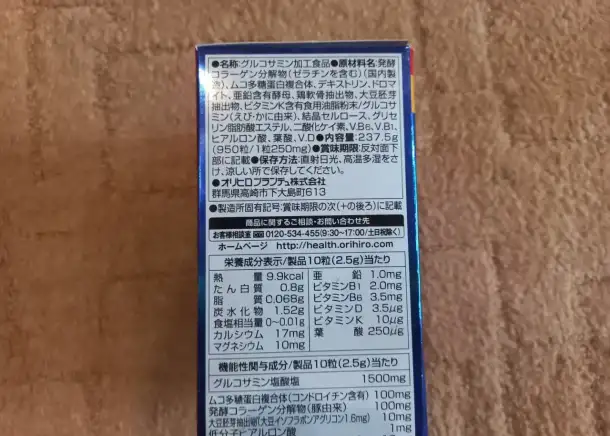 ●名称:グルコサミン加工食品●原材料名:発酵
コラーゲン分解物(ゼラチンを含む)(国内製
造)、ムコ多糖蛋白複合体、デキストリン、ドロマ
イト、亜鉛含有酵母、鶏軟骨抽出物、大豆胚芽
抽出物、ビタミンK含有食用油脂粉末/グルコ
サミン(えび・かに由来)、結晶セルロース、グリセ
リン脂肪酸エステル、二酸化ケイ素、V.B6、V.B1、
ヒアルロン酸、葉酸、V.D●内容量:237.5g
(950粒/1粒250mg)●賞味期限:反対面下
部に記載●保存方法:直射日光、高温多湿をさ
け、涼しい所で保存してください。
●オリヒロプランデュ株式会社
群馬県高崎市下大島町613
●製造所固有記号:賞味期限の次(+のろ)に記載
商品に関するご相談・お問い合わせ先
お客様相談室 0120-534-455(9:30~17:00/土日祝除く)
ホームページ http://health.orihiro.com/
栄養成分表示/製品10粒(2.5g)当たり
熱量 9.9kcal 亜鉛 1.0mg
たん白質 0.8g ビタミンB1 2.0mg
脂質 0.068g ビタミンB6 3.5mg
炭水化物 1.52g ビタミンD 3.5μg
食塩相当量 0~0.01g ビタミンK 10μg
カルシウム 17mg 葉酸 250μg
マグネシウム 10mg
機能性関与成分/製品10粒(2.5g)当たり
グルコサミン塩酸塩 1500mg
ムコ多糖蛋白複合体(コンドロイチン含有) 100mg
発酵コラーゲン分解物(豚由来) 100mg
大豆胚芽抽出物(大豆イソフラボンアグリコン1.6mg) 10mg
低分子ヒアルロン酸 1mg